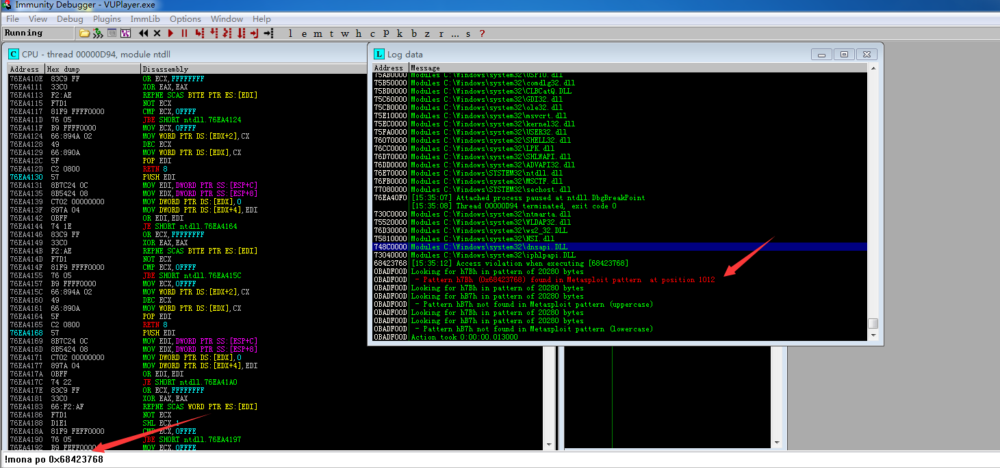 Immunity Debugger - VUPlayer.exe
File View Debug Plugins ImmLib Options Window Help
Running
l e m t w h c P k b z r ... s ?
C CPU - thread 00000D94, module ntdll
Address Hex dump Disassembly
76EA410E 83C9 FF OR ECX,FFFFFFFF
76EA4111 33C0 XOR EAX,EAX
76EA4113 F2:AE REPNE SCAS BYTE PTR ES:[EDI]
76EA4115 F7D1 NOT ECX
76EA4117 81F9 FFFF0000 CMP ECX,0FFFF
76EA411D 76 05 JBE SHORT ntdll.76EA4124
76EA411F B9 FFFF0000 MOV ECX,0FFFF
76EA4124 66:894A 02 MOV WORD PTR DS:[EDX+2],CX
76EA4128 49 DEC ECX
76EA4129 66:890A MOV WORD PTR DS:[EDX],CX
76EA412C 5F POP EDI
76EA412D C2 0800 RETN 8
76EA4130 57 PUSH EDI
76EA4131 8B7C24 0C MOV EDI,DWORD PTR SS:[ESP+C]
76EA4135 8B5424 08 MOV EDX,DWORD PTR SS:[ESP+8]
76EA4139 C702 00000000 MOV DWORD PTR DS:[EDX],0
76EA413F 897A 04 MOV DWORD PTR DS:[EDX+4],EDI
76EA4142 0BFF OR EDI,EDI
76EA4144 74 1E JE SHORT ntdll.76EA4164
76EA4146 83C9 FF OR ECX,FFFFFFFF
76EA4149 33C0 XOR EAX,EAX
76EA414B F2:AE REPNE SCAS BYTE PTR ES:[EDI]
76EA414D F7D1 NOT ECX
76EA414F 81F9 FFFF0000 CMP ECX,0FFFF
76EA4155 76 05 JBE SHORT ntdll.76EA415C
76EA4157 B9 FFFF0000 MOV ECX,0FFFF
76EA415C 66:894A 02 MOV WORD PTR DS:[EDX+2],CX
76EA4160 49 DEC ECX
76EA4161 66:890A MOV WORD PTR DS:[EDX],CX
76EA4164 5F POP EDI
76EA4165 C2 0800 RETN 8
76EA4168 57 PUSH EDI
76EA4169 8B7C24 0C MOV EDI,DWORD PTR SS:[ESP+C]
76EA416D 8B5424 08 MOV EDX,DWORD PTR SS:[ESP+8]
76EA4171 C702 00000000 MOV DWORD PTR DS:[EDX],0
76EA4177 897A 04 MOV DWORD PTR DS:[EDX+4],EDI
76EA417A 0BFF OR EDI,EDI
76EA417C 74 22 JE SHORT ntdll.76EA41A0
76EA417E 83C9 FF OR ECX,FFFFFFFF
76EA4181 33C0 XOR EAX,EAX
76EA4183 66:F2:AF REPNE SCAS WORD PTR ES:[EDI]
76EA4186 F7D1 NOT ECX
76EA4188 D1E1 SHL ECX,1
76EA418A 81F9 FEFF0000 CMP ECX,0FFFE
76EA4190 76 05 JBE SHORT ntdll.76EA4197
76EA4192 B9 FFFF0000 MOV ECX,0FFFE
L Log data
Address Message
75AB0000 Modules C:\Windows\system32\USP10.dll
75B50000 Modules C:\Windows\system32\comdlg32.dll
75BD0000 Modules C:\Windows\system32\CLBCatQ.DLL
75C60000 Modules C:\Windows\system32\GDI32.dll
75CB0000 Modules C:\Windows\system32\ole32.dll
75E10000 Modules C:\Windows\system32\msvcrt.dll
75EC0000 Modules C:\Windows\system32\kernel32.dll
75FA0000 Modules C:\Windows\system32\USER32.dll
76070000 Modules C:\Windows\system32\SHELL32.dll
76CC0000 Modules C:\Windows\system32\LPK.dll
76D70000 Modules C:\Windows\system32\SHLWAPI.dll
76DD0000 Modules C:\Windows\system32\ADVAPI32.dll
76E70000 Modules C:\Windows\SYSTEM32\ntdll.dll
76FB0000 Modules C:\Windows\system32\MSCTF.dll
77080000 Modules C:\Windows\SYSTEM32\sechost.dll
76EA40F0 [15:35:07] Attached process paused at ntdll.DbgBreakPoint
[15:35:08] Thread 00000D94 terminated, exit code 0
730C0000 Modules C:\Windows\system32\ntmarta.dll
75520000 Modules C:\Windows\system32\WLDAP32.dll
76D30000 Modules C:\Windows\system32\ws2_32.DLL
75810000 Modules C:\Windows\system32\NSI.dll
748C0000 Modules C:\Windows\system32\dnsapi.DLL
73040000 Modules C:\Windows\system32\iphlpapi.DLL
68423768 [15:35:12] Access violation when executing [68423768]
0BADF00D Looking for h7Bh in pattern of 20280 bytes
0BADF00D - Pattern h7Bh (0x68423768) found in Metasploit pattern at position 1012
0BADF00D Looking for h7Bh in pattern of 20280 bytes
0BADF00D Looking for hB7h in pattern of 20280 bytes
0BADF00D - Pattern hB7h not found in Metasploit pattern (uppercase)
0BADF00D Looking for h7Bh in pattern of 20280 bytes
0BADF00D Looking for hB7h in pattern of 20280 bytes
0BADF00D - Pattern hB7h not found in Metasploit pattern (lowercase)
0BADF00D Action took 0:00:00.013000
!mona po 0x68423768